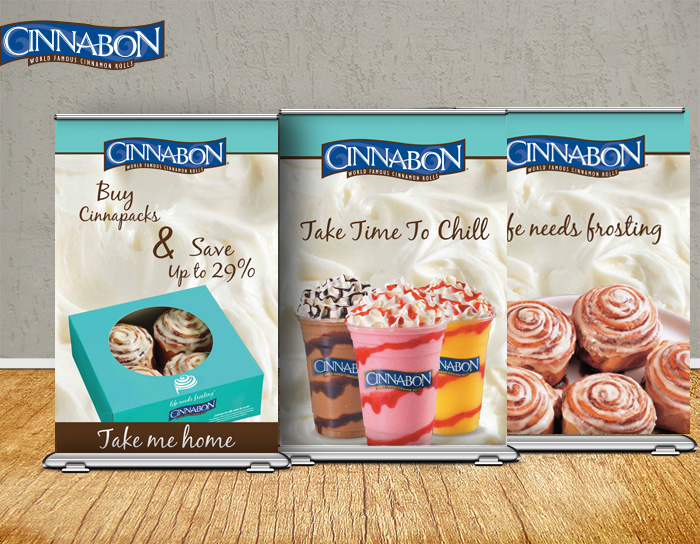 CINNABON
WORLD FAMOUS CINNAMON ROLLS
CINNABON
WORLD FAMOUS CINNAMON ROLLS
Buy
Cinnapacks
& Save
Up to 29%
life needs frosting
CINNABON
Take me home
CINNABON
WORLD FAMOUS CINNAMON ROLLS
Take Time To Chill
CINNABON
CINNABON
CINNABON
CINNABON
WORLD FAMOUS CINNAMON ROLLS
fe needs frosting